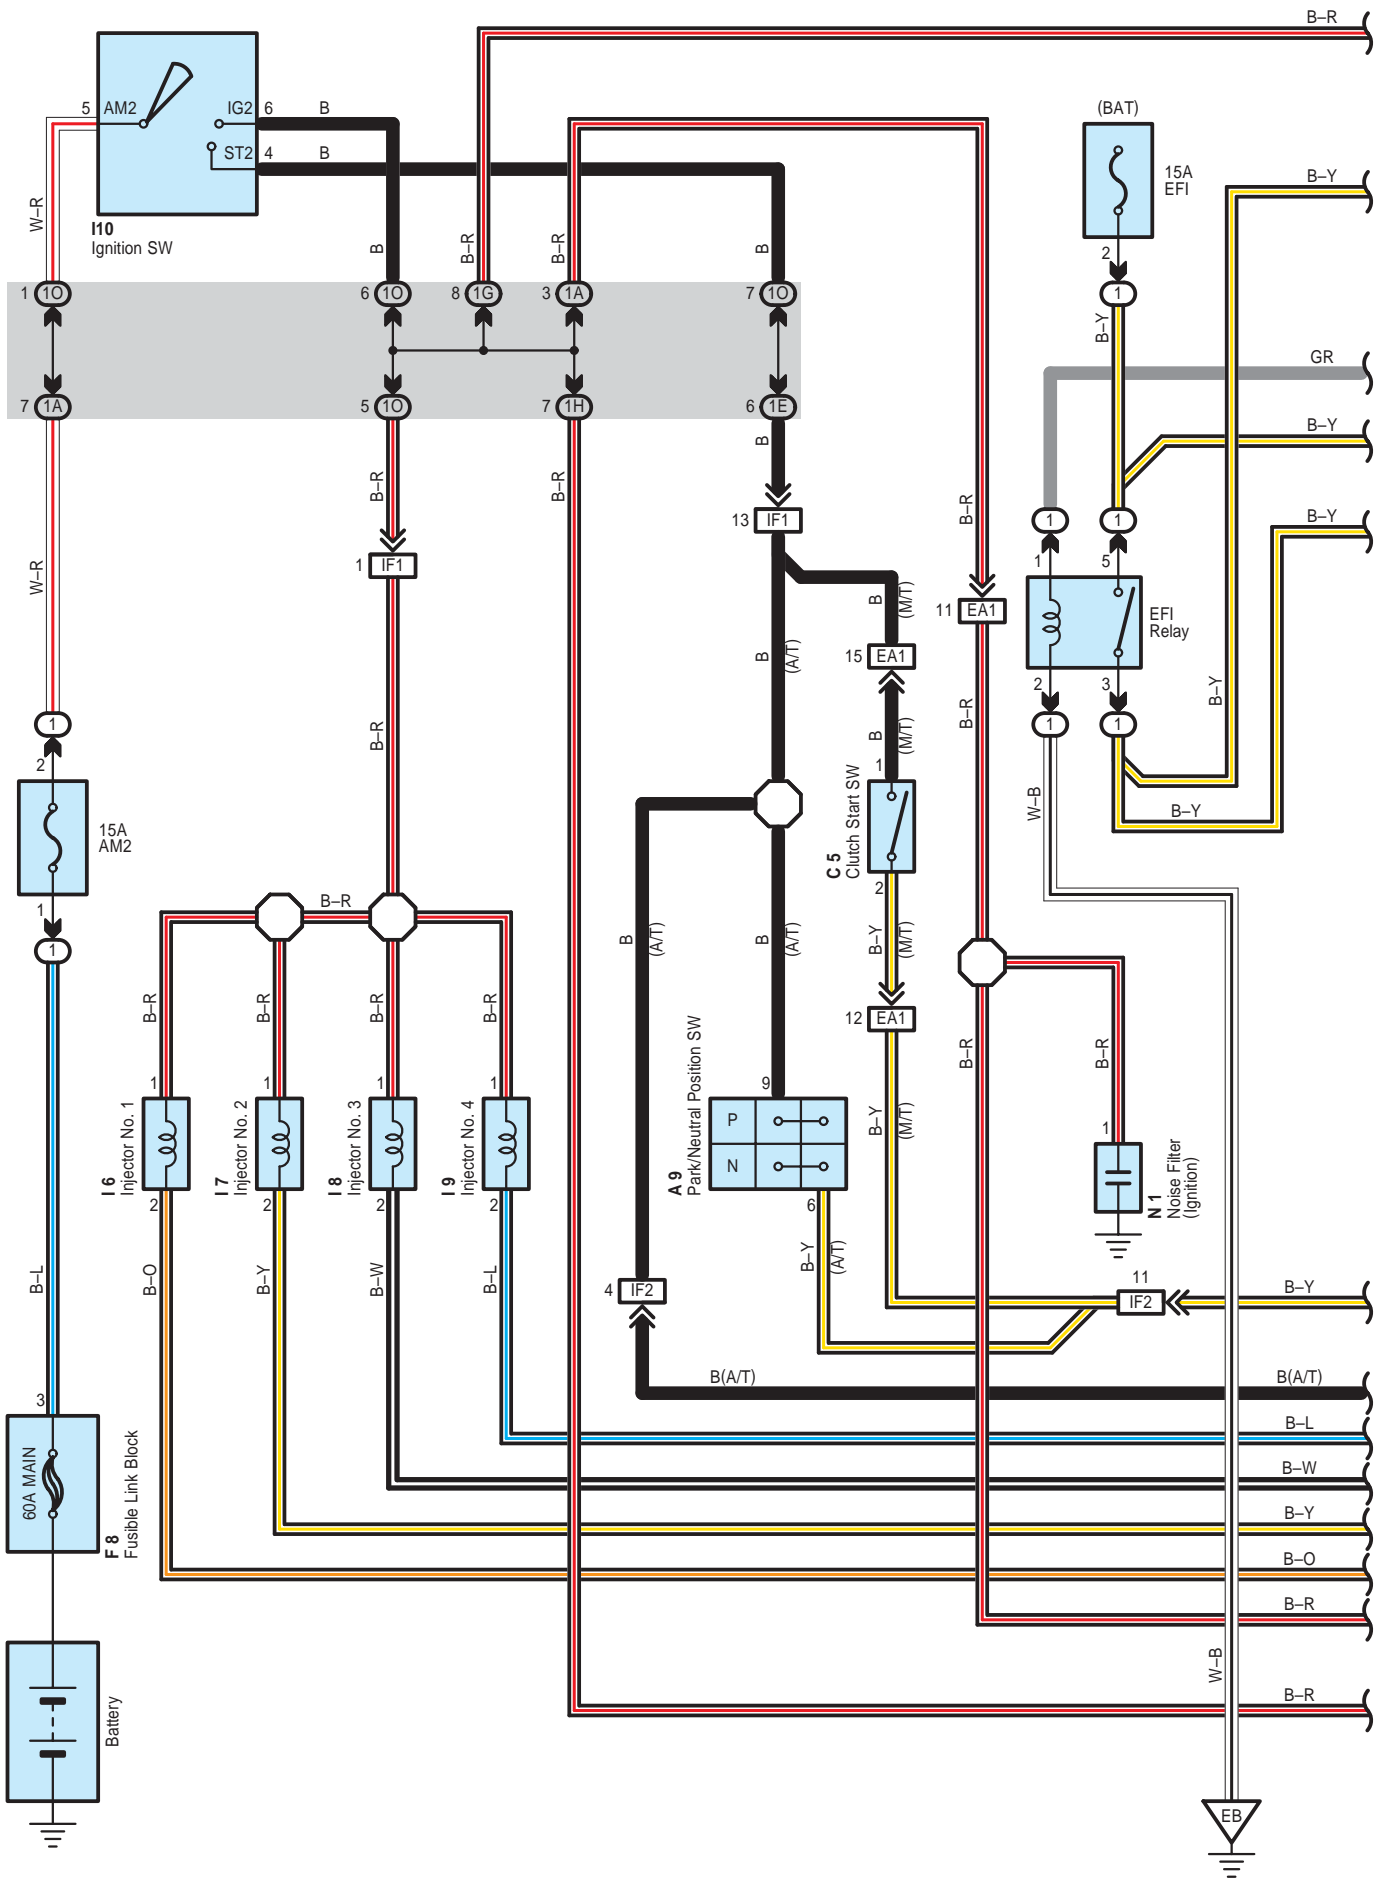 B–R
5 AM2
IG2 6 B
ST2 4 B
I10
Ignition SW
(BAT)
15A
EFI
2
B–Y
W–R
B
B–R
B–R
B
1 1O
6 1O
8 1G
3 1A
7 1O
1
B–Y
GR
7 1A
5 1O
7 1H
6 1E
B–Y
B
B–R
B–R
B–R
13 IF1
1
1
B–Y
1 IF1
1
5
W–R
B
(M/T)
11 EA1
EFI
Relay
B
(A/T)
15 EA1
2
3
B–Y
B–R
B
(M/T)
B–R
1
1
1
2
1
W–B
B–Y
15A
AM2
C 5
Clutch Start SW
1
2
B–R
B
(A/T)
B
(A/T)
B–Y
(M/T)
1
B–R
B–R
B–R
B–R
12 EA1
B–R
B–R
1
1
1
1
9
B–Y
(M/T)
1
I 6
Injector No. 1
I 7
Injector No. 2
I 8
Injector No. 3
I 9
Injector No. 4
A 9
Park/Neutral Position SW
P
N
N 1
Noise Filter
(Ignition)
2
2
2
2
6
B–L
B–O
B–Y
B–W
B–L
B–Y
(A/T)
4 IF2
11
IF2
B–Y
B(A/T)
B(A/T)
3
B–L
60A MAIN
F 8
Fusible Link Block
B–W
B–Y
B–O
B–R
W–B
Battery
B–R
EB